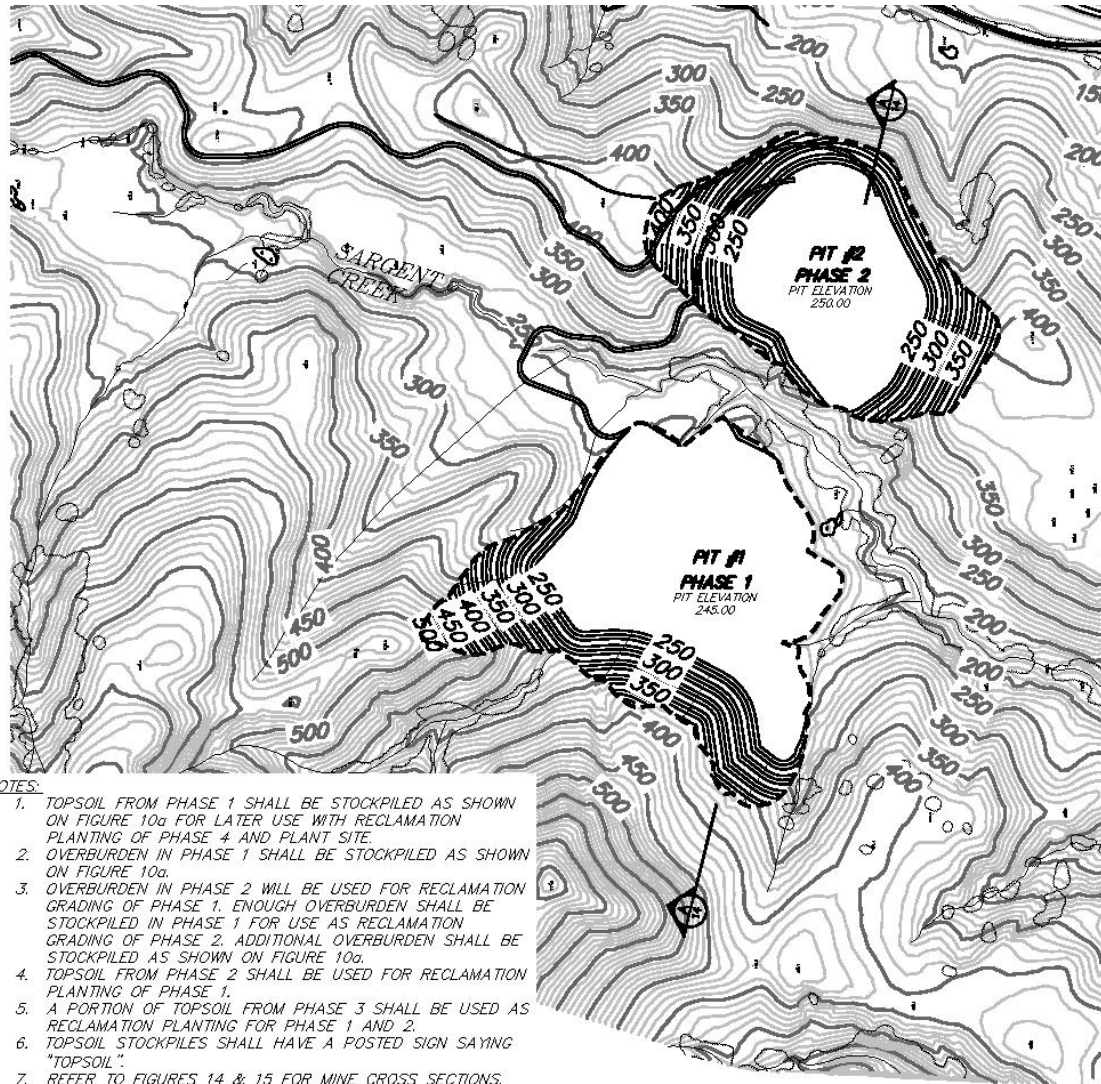 200
300
350
250
150
400
A
14
200
400
350
300
250
400
350
300
250
400
350
300
SARGENT
CREEK
PIT #2
PHASE 2
PIT ELEVATION
250.00
250
300
350
250
300
350
400
300
350
350
300
250
200
PIT #1
PHASE 1
PIT ELEVATION
245.00
400
450
500
500
250
300
350
400
450
500
250
300
350
400
450
500
200
250
300
350
400
A
14
NOTES:
1. TOPSOIL FROM PHASE 1 SHALL BE STOCKPILED AS SHOWN
ON FIGURE 10a FOR LATER USE WITH RECLAMATION
PLANTING OF PHASE 4 AND PLANT SITE.
2. OVERBURDEN IN PHASE 1 SHALL BE STOCKPILED AS SHOWN
ON FIGURE 10a.
3. OVERBURDEN IN PHASE 2 WILL BE USED FOR RECLAMATION
GRADING OF PHASE 1. ENOUGH OVERBURDEN SHALL BE
STOCKPILED IN PHASE 1 FOR USE AS RECLAMATION
GRADING OF PHASE 2. ADDITIONAL OVERBURDEN SHALL BE
STOCKPILED AS SHOWN ON FIGURE 10a.
4. TOPSOIL FROM PHASE 2 SHALL BE USED FOR RECLAMATION
PLANTING OF PHASE 1.
5. A PORTION OF TOPSOIL FROM PHASE 3 SHALL BE USED AS
RECLAMATION PLANTING FOR PHASE 1 AND 2.
6. TOPSOIL STOCKPILES SHALL HAVE A POSTED SIGN SAYING
"TOPSOIL".
7. REFER TO FIGURES 14 & 15 FOR MINE CROSS SECTIONS.